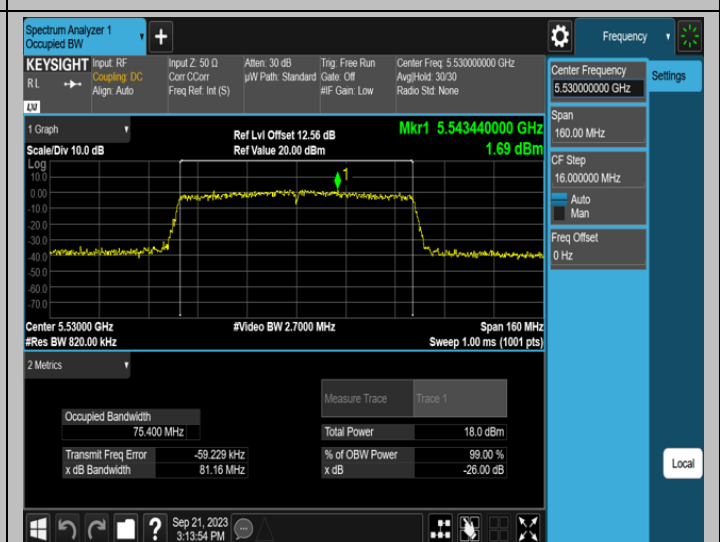 Spectrum Analyzer 1
Occupied BW
+
Frequency
KEYSIGHT
RL
LXI
Input: RF
Coupling: DC
Align: Auto
Input Z: 50 Ω
Corr CCorr
Freq Ref: Int (S)
Atten: 30 dB
µW Path: Standard
Trig: Free Run
Gate: Off
#IF Gain: Low
Center Freq: 5.530000000 GHz
Avg|Hold: 30/30
Radio Std: None
1 Graph
Scale/Div 10.0 dB
Ref Lvl Offset 12.56 dB
Ref Value 20.00 dBm
Mkr1 5.543440000 GHz
1.69 dBm
Log
10.0
0.00
-10.0
-20.0
-30.0
-40.0
-50.0
-60.0
-70.0
1
Center 5.53000 GHz
#Res BW 820.00 kHz
#Video BW 2.7000 MHz
Span 160 MHz
Sweep 1.00 ms (1001 pts)
2 Metrics
Measure Trace
Trace 1
Occupied Bandwidth
75.400 MHz
Total Power
18.0 dBm
Transmit Freq Error
-59.229 kHz
% of OBW Power
99.00 %
x dB Bandwidth
81.16 MHz
x dB
-26.00 dB
Center Frequency
5.530000000 GHz
Settings
Span
160.00 MHz
CF Step
16.000000 MHz
Auto
Man
Freq Offset
0 Hz
Local
?
Sep 21, 2023
3:13:54 PM